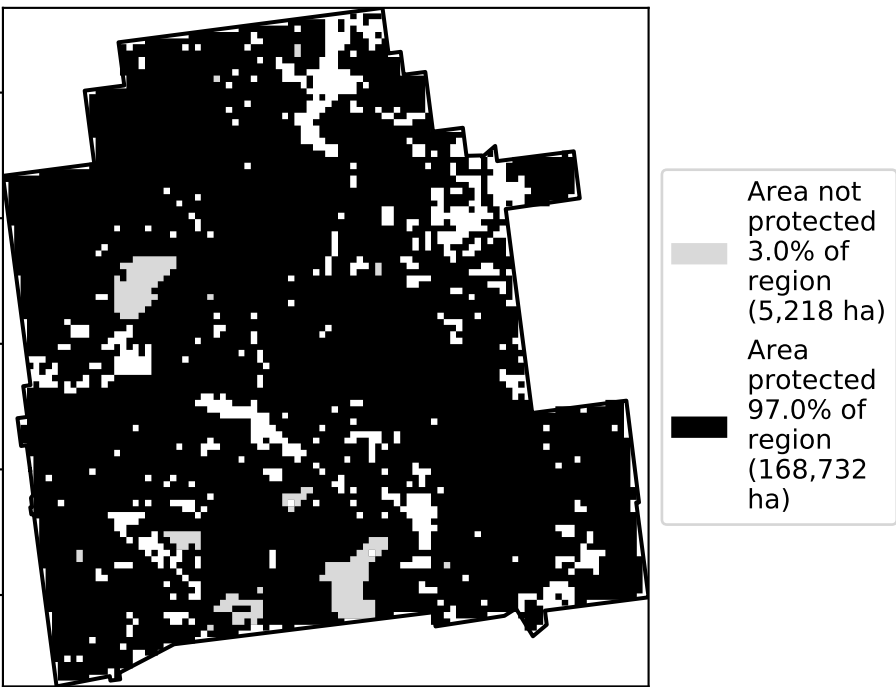 Area not
protected
3.0% of
region
(5,218 ha)
Area
protected
97.0% of
region
(168,732
ha)